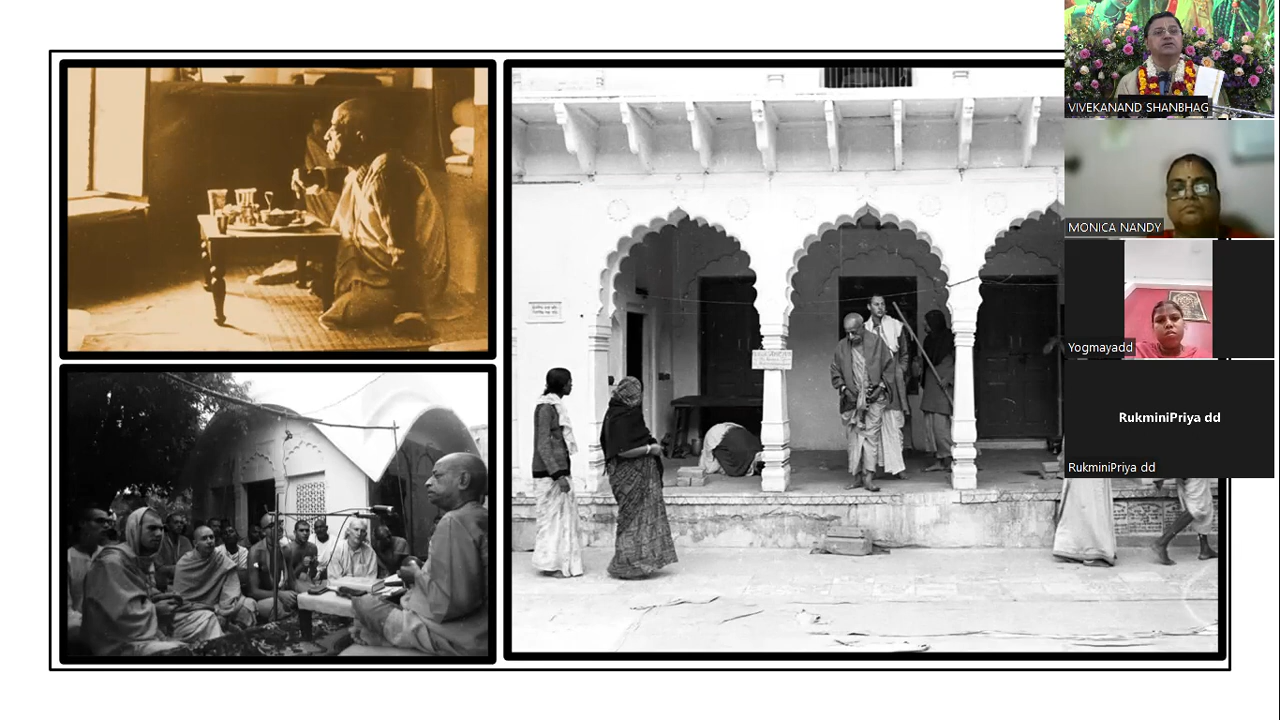 VIVEKANAND SHANBHAG
MONICA NANDY
Yogmayadd
RukminiPriya dd
RukminiPriya dd